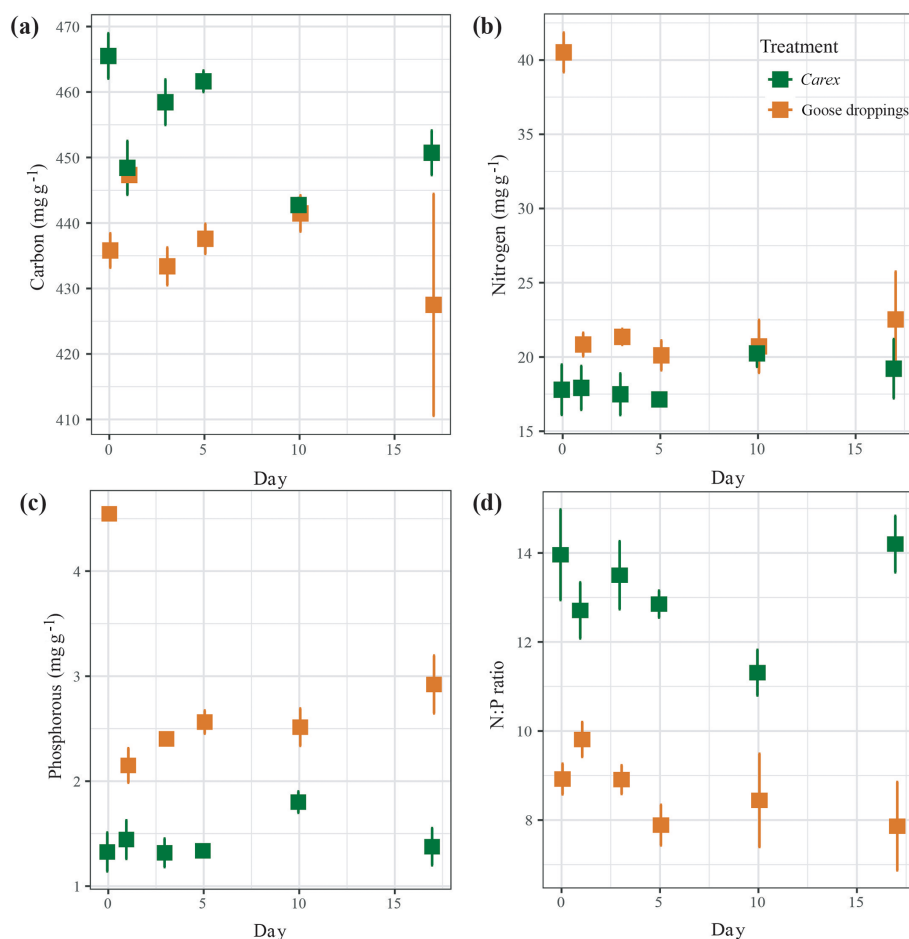 (a)
470
460
450
440
430
420
410
Carbon (mg g⁻¹)
0 5 10 15
Day
(b)
40
35
30
25
20
15
Nitrogen (mg g⁻¹)
Treatment
Carex
Goose droppings
0 5 10 15
Day
(c)
4
3
2
1
Phosphorous (mg g⁻¹)
0 5 10 15
Day
(d)
14
12
10
8
N:P ratio
0 5 10 15
Day